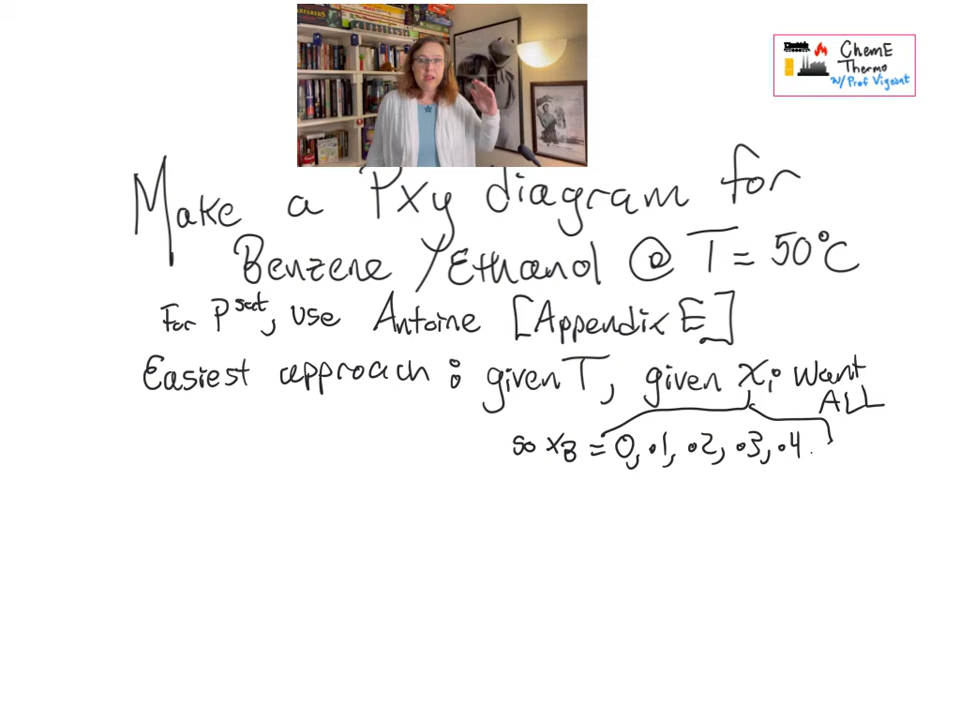 ChemE
Thermo
w/ Prof Vigeant
Make a Pxy diagram for
Benzene / Ethanol @ T = 50°C
For Psat, use Antoine [Appendix E]
Easiest approach: given T, given xi want
ALL
so xB = 0, .1, .2, .3, .4.